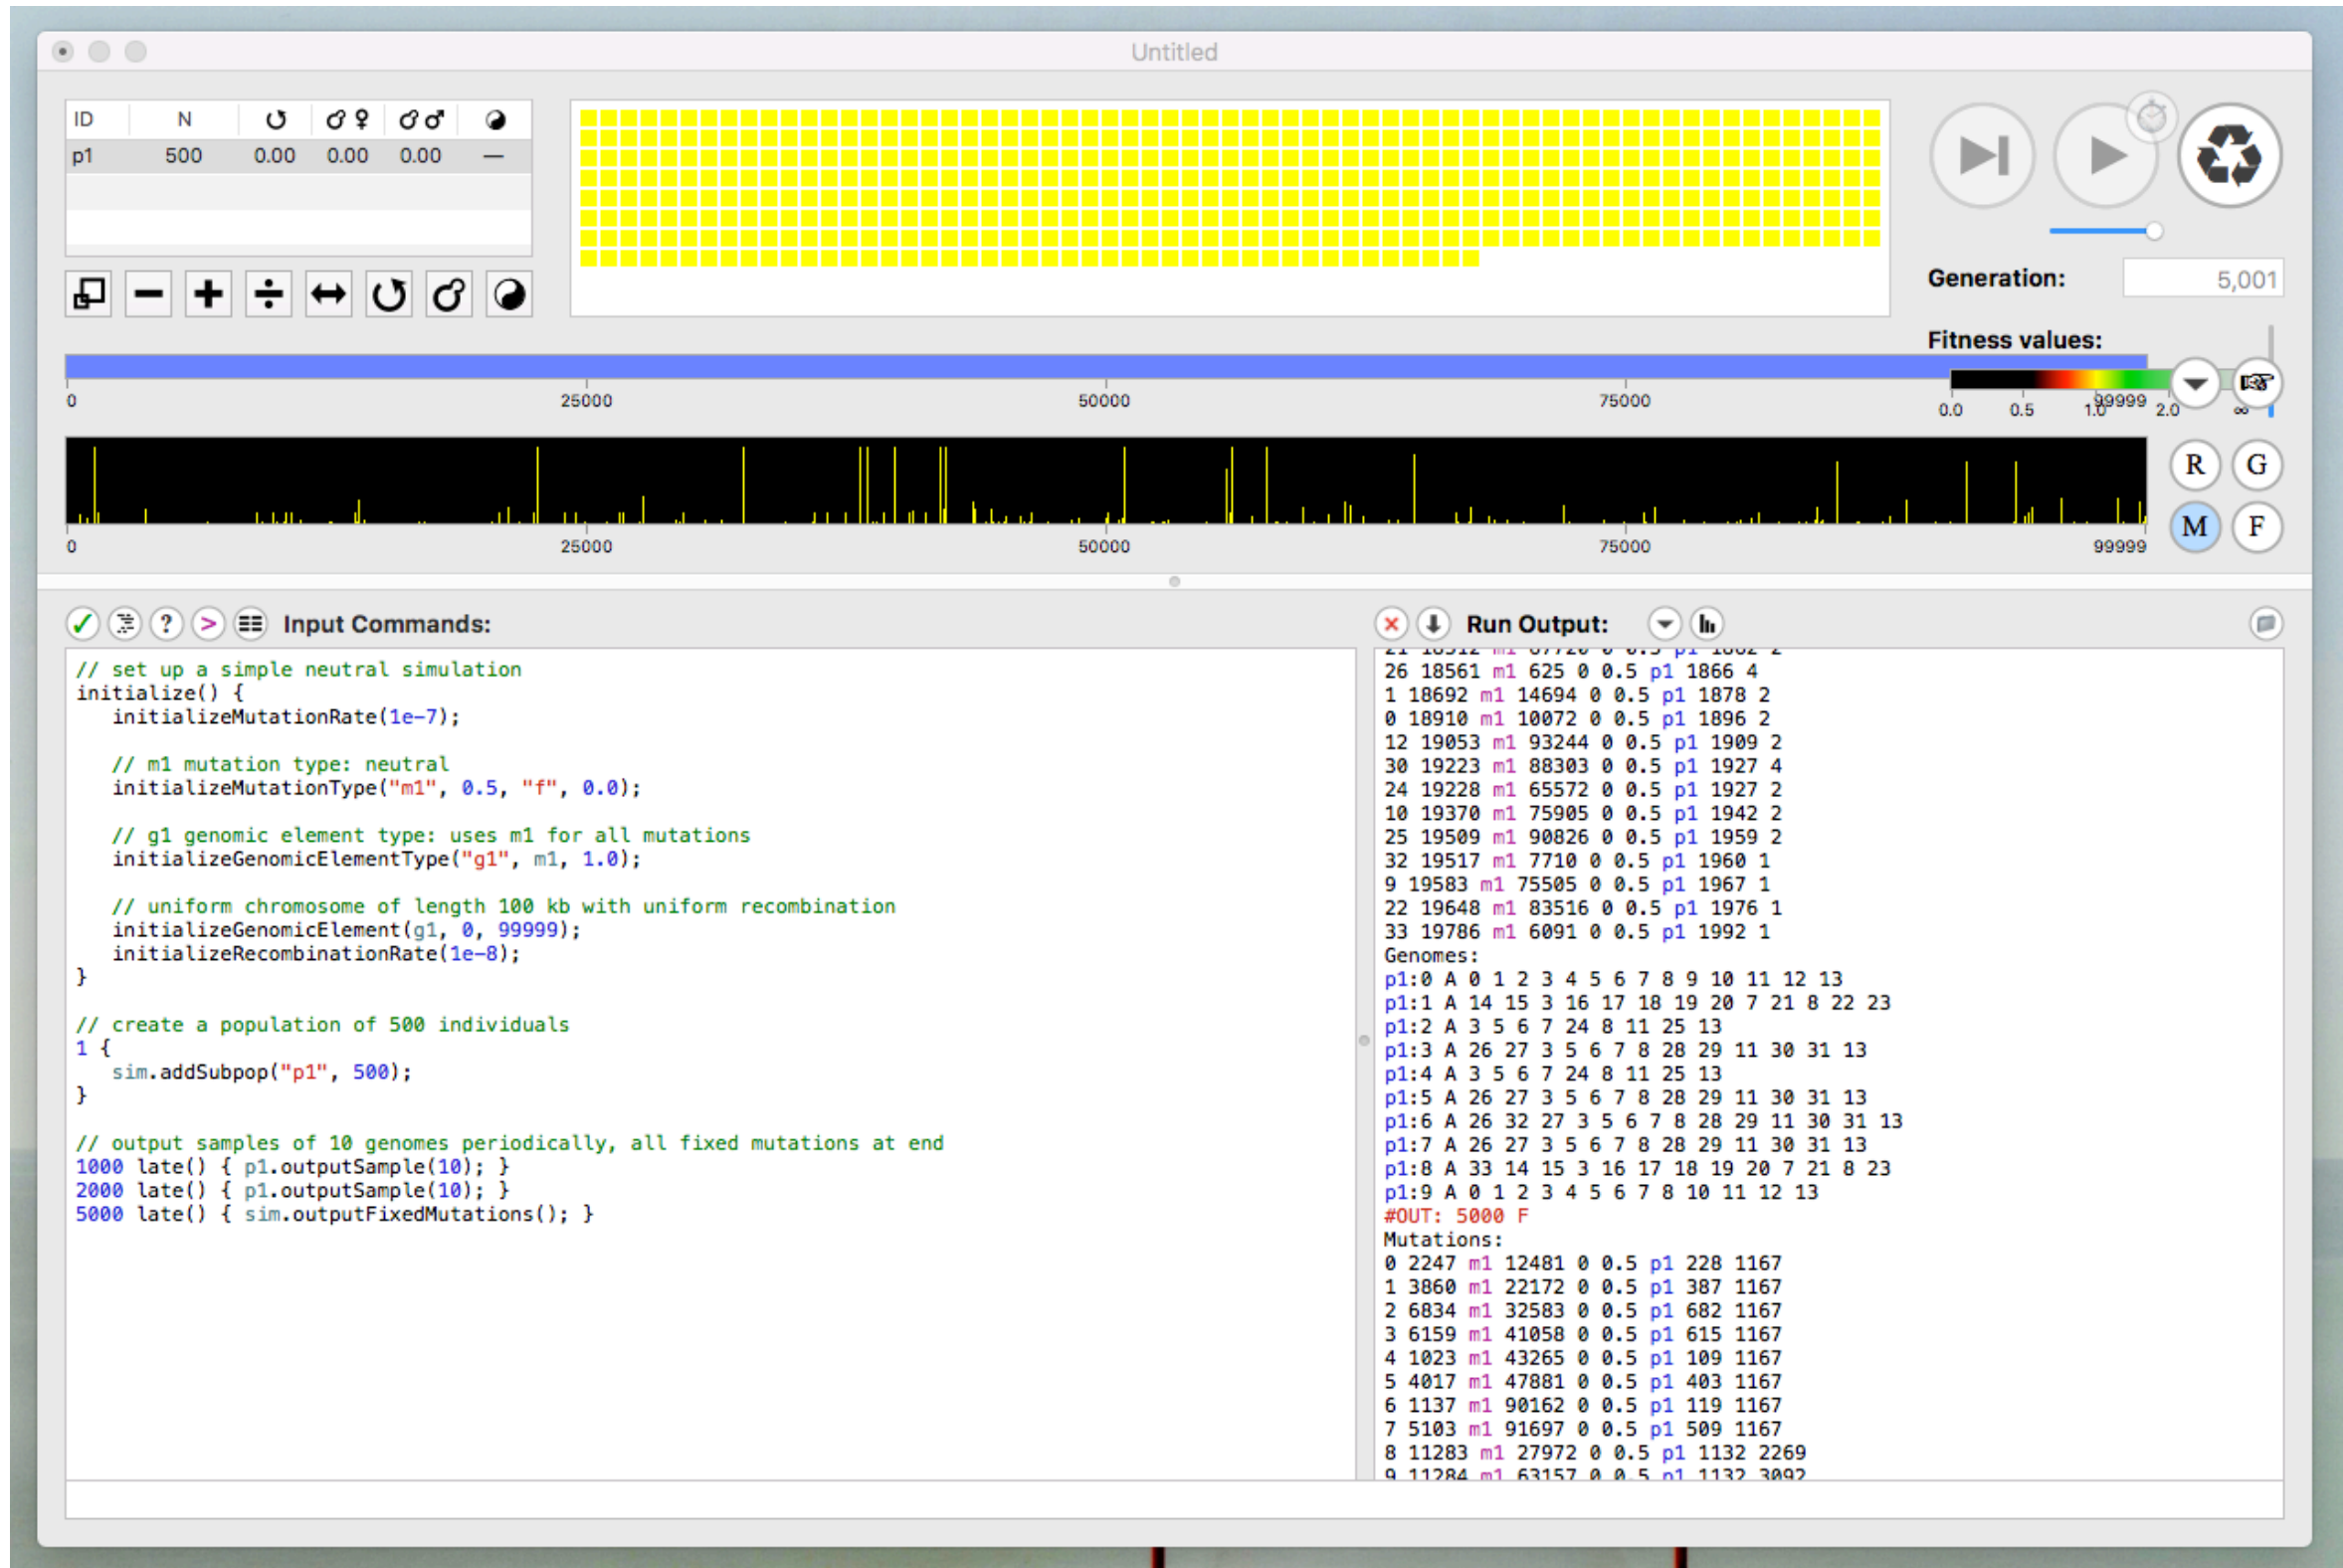 Untitled
ID N
p1 500 0.00 0.00 0.00 —
Generation: 5,001
Fitness values:
0 25000 50000 75000 99999
0.0 0.5 1.0 2.0 ∞
R G
M F
0 25000 50000 75000 99999
? > Input Commands:
// set up a simple neutral simulation
initialize() {
initializeMutationRate(1e-7);
// m1 mutation type: neutral
initializeMutationType("m1", 0.5, "f", 0.0);
// g1 genomic element type: uses m1 for all mutations
initializeGenomicElementType("g1", m1, 1.0);
// uniform chromosome of length 100 kb with uniform recombination
initializeGenomicElement(g1, 0, 99999);
initializeRecombinationRate(1e-8);
}
// create a population of 500 individuals
1 {
sim.addSubpop("p1", 500);
}
// output samples of 10 genomes periodically, all fixed mutations at end
1000 late() { p1.outputSample(10); }
2000 late() { p1.outputSample(10); }
5000 late() { sim.outputFixedMutations(); }
Run Output:
26 18561 m1 625 0 0.5 p1 1866 4
1 18692 m1 14694 0 0.5 p1 1878 2
0 18910 m1 10072 0 0.5 p1 1896 2
12 19053 m1 93244 0 0.5 p1 1909 2
30 19223 m1 88303 0 0.5 p1 1927 4
24 19228 m1 65572 0 0.5 p1 1927 2
10 19370 m1 75905 0 0.5 p1 1942 2
25 19509 m1 90826 0 0.5 p1 1959 2
32 19517 m1 7710 0 0.5 p1 1960 1
9 19583 m1 75505 0 0.5 p1 1967 1
22 19648 m1 83516 0 0.5 p1 1976 1
33 19786 m1 6091 0 0.5 p1 1992 1
Genomes:
p1:0 A 0 1 2 3 4 5 6 7 8 9 10 11 12 13
p1:1 A 14 15 3 16 17 18 19 20 7 21 8 22 23
p1:2 A 3 5 6 7 24 8 11 25 13
p1:3 A 26 27 3 5 6 7 8 28 29 11 30 31 13
p1:4 A 3 5 6 7 24 8 11 25 13
p1:5 A 26 27 3 5 6 7 8 28 29 11 30 31 13
p1:6 A 26 32 27 3 5 6 7 8 28 29 11 30 31 13
p1:7 A 26 27 3 5 6 7 8 28 29 11 30 31 13
p1:8 A 33 14 15 3 16 17 18 19 20 7 21 8 23
p1:9 A 0 1 2 3 4 5 6 7 8 10 11 12 13
#OUT: 5000 F
Mutations:
0 2247 m1 12481 0 0.5 p1 228 1167
1 3860 m1 22172 0 0.5 p1 387 1167
2 6834 m1 32583 0 0.5 p1 682 1167
3 6159 m1 41058 0 0.5 p1 615 1167
4 1023 m1 43265 0 0.5 p1 109 1167
5 4017 m1 47881 0 0.5 p1 403 1167
6 1137 m1 90162 0 0.5 p1 119 1167
7 5103 m1 91697 0 0.5 p1 509 1167
8 11283 m1 27972 0 0.5 p1 1132 2269
9 11284 m1 63157 0 0.5 p1 1132 3092